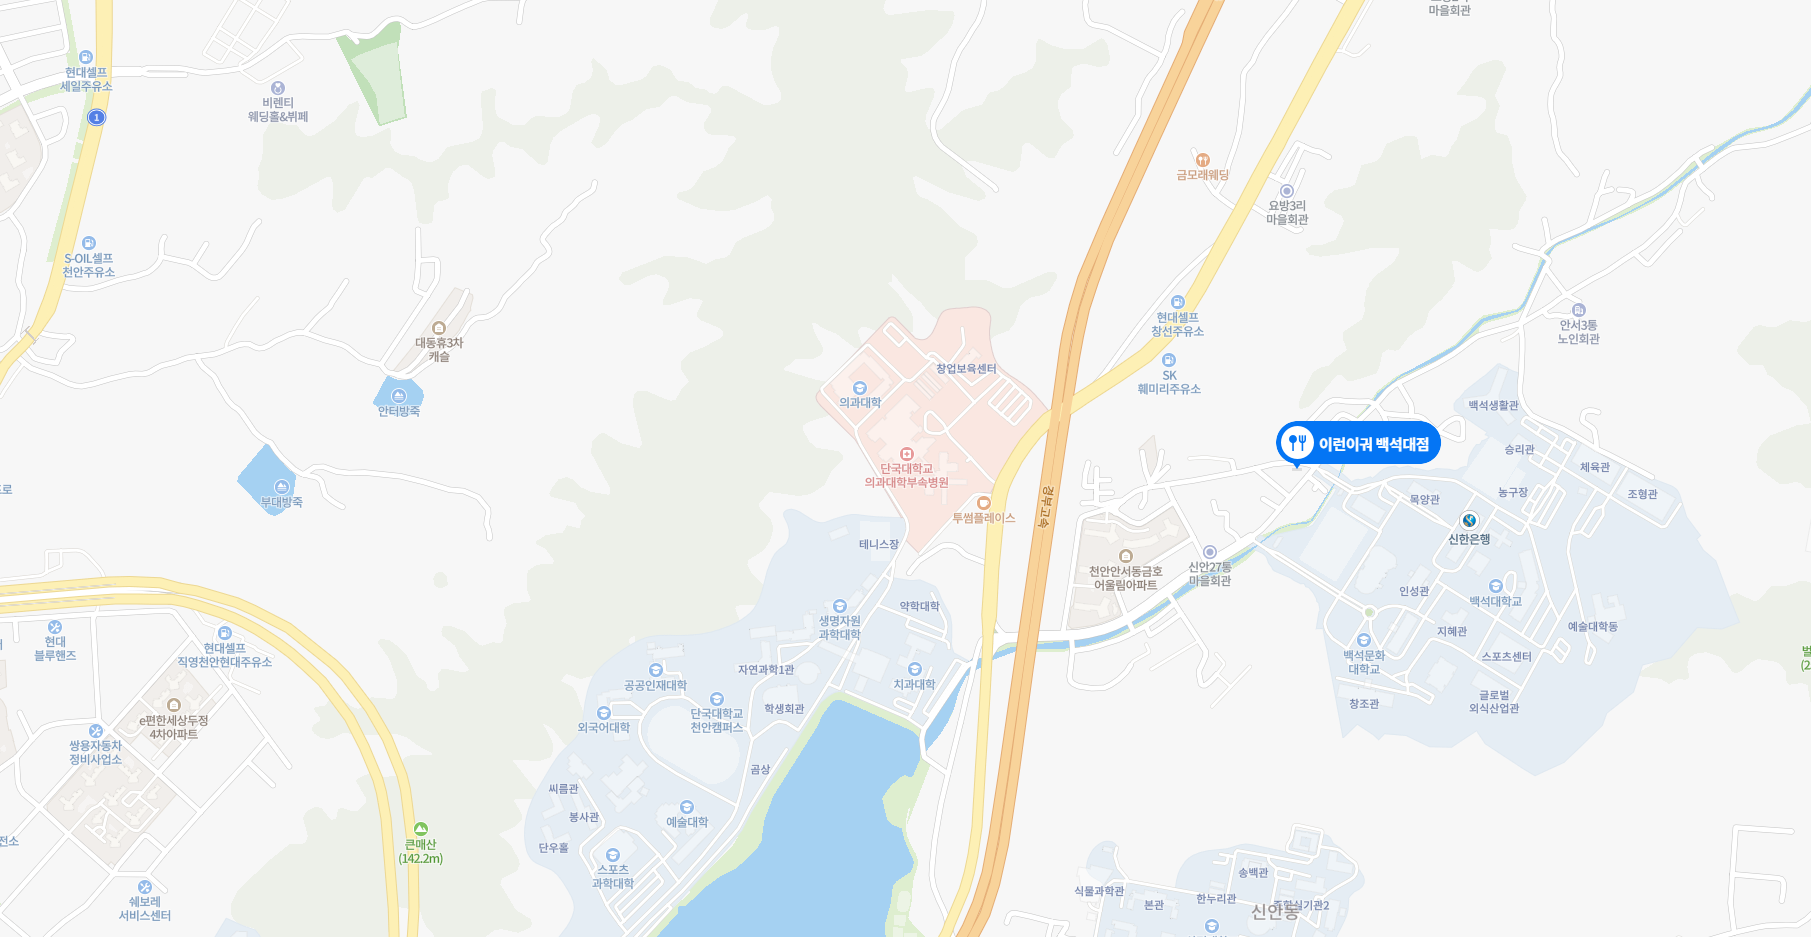 마을회관
현대셀프
세일주유소
1
비렌티
웨딩홀&뷔페
금모래웨딩
요방3리
마을회관
S-OIL셀프
천안주유소
현대셀프
창선주유소
안서3통
노인회관
대동휴3차
캐슬
SK
훼미리주유소
창업보육센터
의과대학
안터방죽
백석생활관
이런이궈 백석대점
승리관
체육관
단국대학교
의과대학부속병원
부대방죽
농구장
조형관
목양관
경부고속
투썸플레이스
신한은행
테니스장
천안안서동금호
어울림아파트
신안27통
마을회관
인성관
백석대학교
약학대학
생명자원
과학대학
예술대학동
지혜관
현대
블루핸즈
현대셀프
직영천안현대주유소
백석문화
대학교
스포츠센터
자연과학1관
공공인재대학
치과대학
글로벌
외식산업관
창조관
학생회관
단국대학교
천안캠퍼스
외국어대학
e편한세상두정
4차아파트
쌍용자동차
정비사업소
곰상
씨름관
봉사관
예술대학
큰매산
(142.2m)
전소
단우홀
스포츠
과학대학
송백관
식물과학관
한누리관
본관
신안동
쉐보레
서비스센터